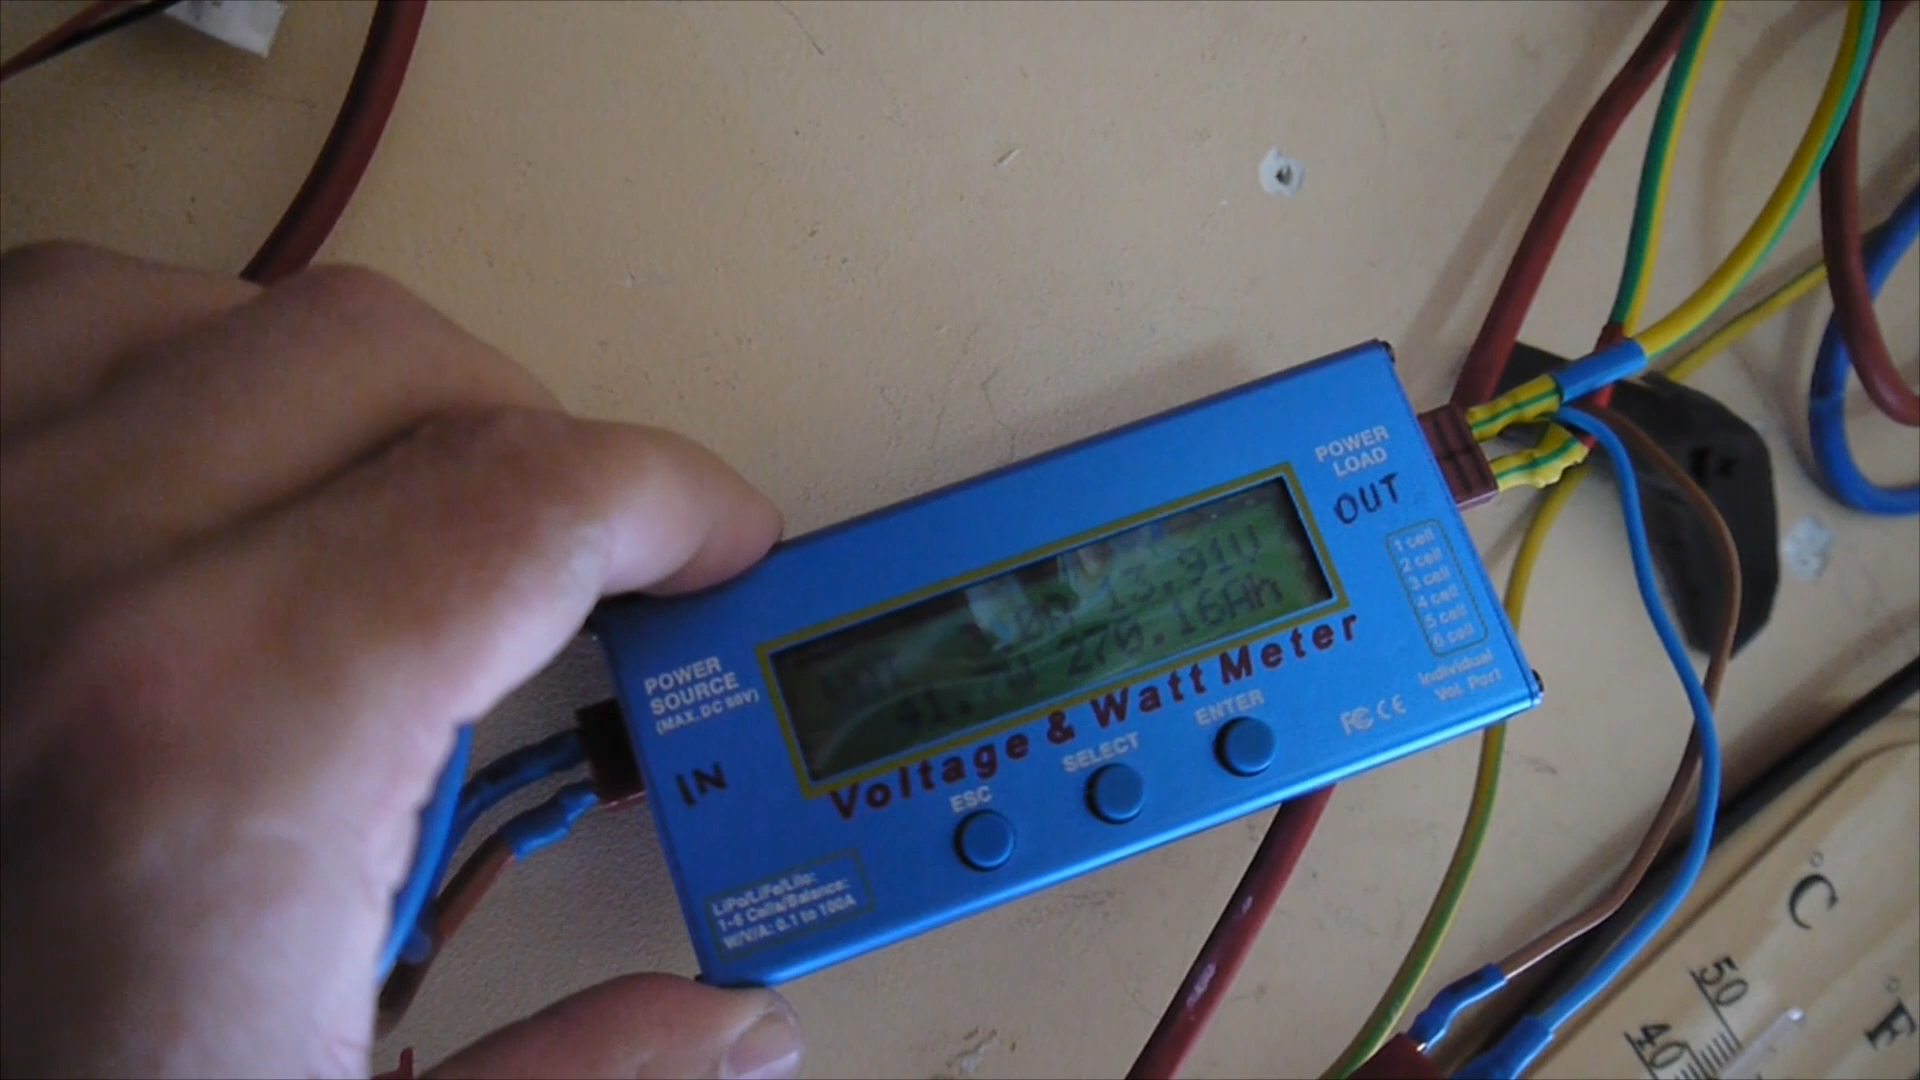 POWER
LOAD
OUT
13.91V
270.16Ah
1 cell
2 cell
3 cell
4 cell
5 cell
6 cell
Individual
Vol. Port
POWER
SOURCE
(MAX. DC 60V)
IN
Voltage & Watt Meter
ESC
SELECT
ENTER
FC CE
LiPo/LiFe/Lilo:
1-6 Cells/Balance:
W/V/A: 0.1 to 100A
°C
°F
50
40